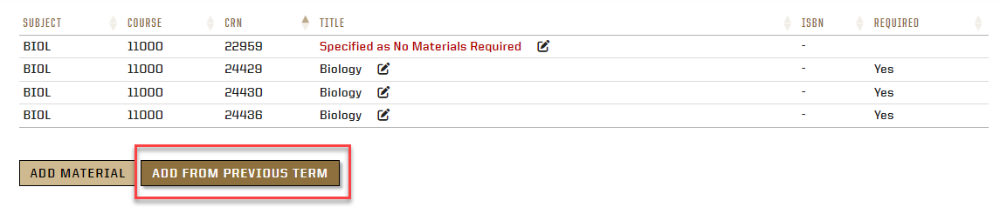 SUBJECT COURSE CRN TITLE ISBN REQUIRED
BIOL 11000 22959 Specified as No Materials Required -
BIOL 11000 24429 Biology - Yes
BIOL 11000 24430 Biology - Yes
BIOL 11000 24436 Biology - Yes
ADD MATERIAL ADD FROM PREVIOUS TERM